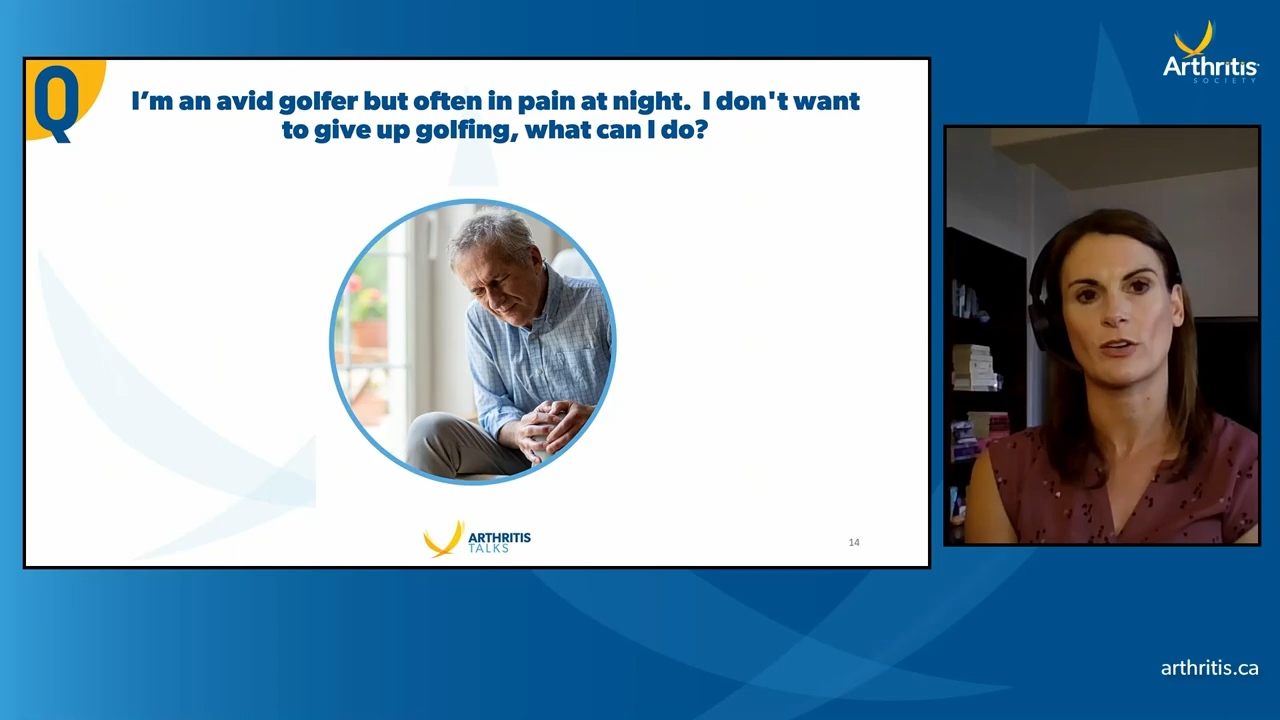 Q
I'm an avid golfer but often in pain at night. I don't want
to give up golfing, what can I do?
ARTHRITIS
TALKS
14
Arthritis
SOCIETY
arthritis.ca